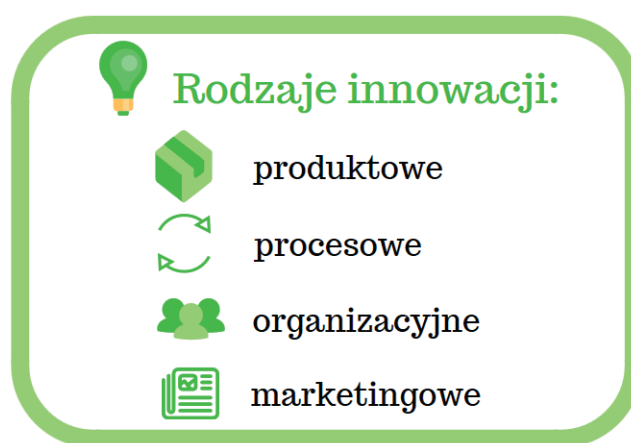 Rodzaje innowacji:
produktowe
procesowe
organizacyjne
marketingowe